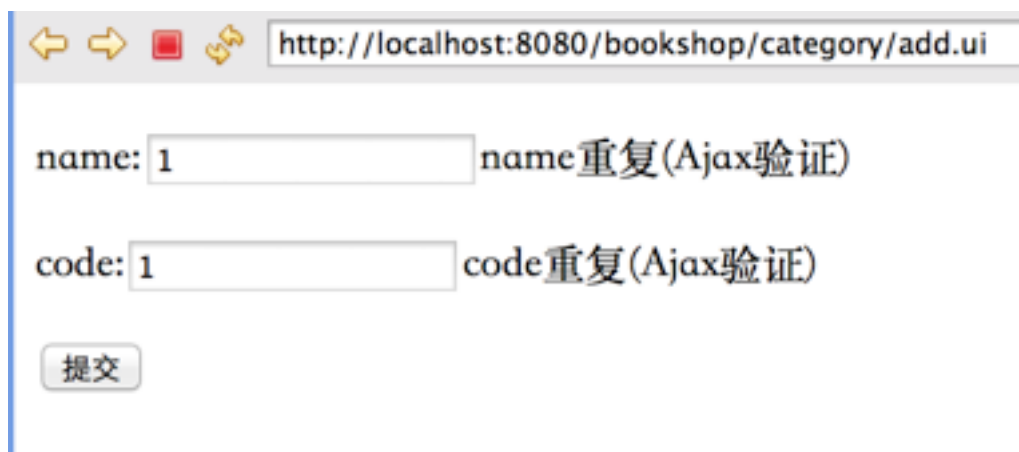 http://localhost:8080/bookshop/category/add.ui
name: 1 name重复(Ajax验证)
code: 1 code重复(Ajax验证)
提交